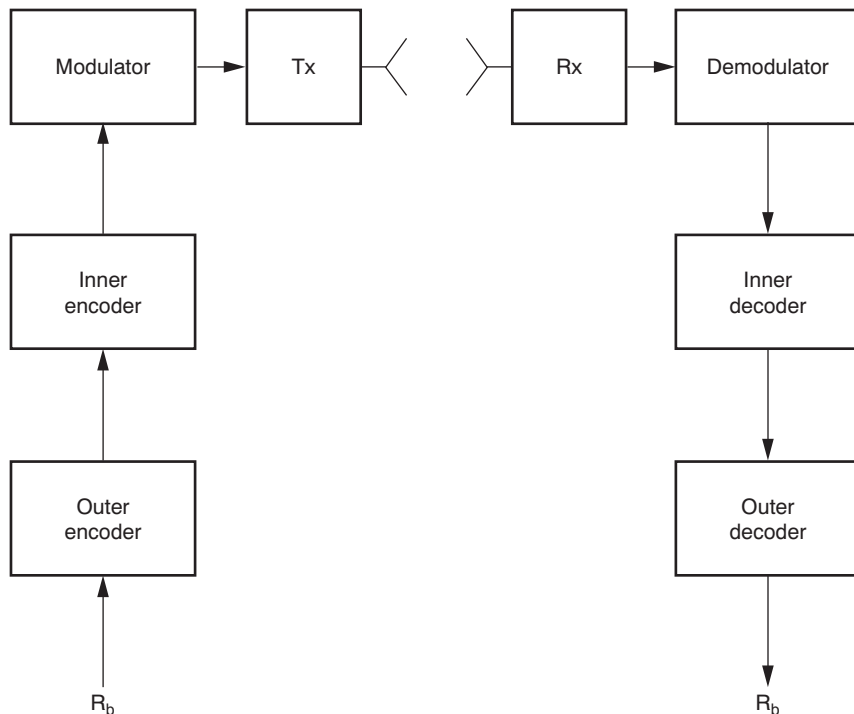 Modulator
Tx
Rx
Demodulator
Inner
encoder
Inner
decoder
Outer
encoder
Outer
decoder
R_b
R_b